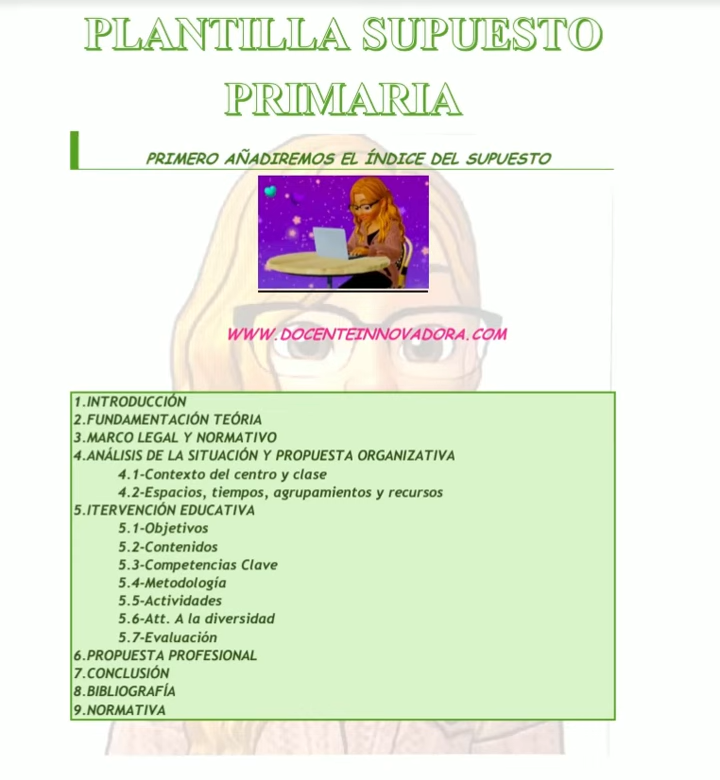 PLANTILLA SUPUESTO
PRIMARIA
PRIMERO AÑADIREMOS EL ÍNDICE DEL SUPUESTO
WWW.DOCENTEINNOVADORA.COM
1.INTRODUCCIÓN
2.FUNDAMENTACIÓN TEÓRIA
3.MARCO LEGAL Y NORMATIVO
4.ANÁLISIS DE LA SITUACIÓN Y PROPUESTA ORGANIZATIVA
4.1-Contexto del centro y clase
4.2-Espacios, tiempos, agrupamientos y recursos
5.ITERVENCIÓN EDUCATIVA
5.1-Objetivos
5.2-Contenidos
5.3-Competencias Clave
5.4-Metodología
5.5-Actividades
5.6-Att. A la diversidad
5.7-Evaluación
6.PROPUESTA PROFESIONAL
7.CONCLUSIÓN
8.BIBLIOGRAFÍA
9.NORMATIVA